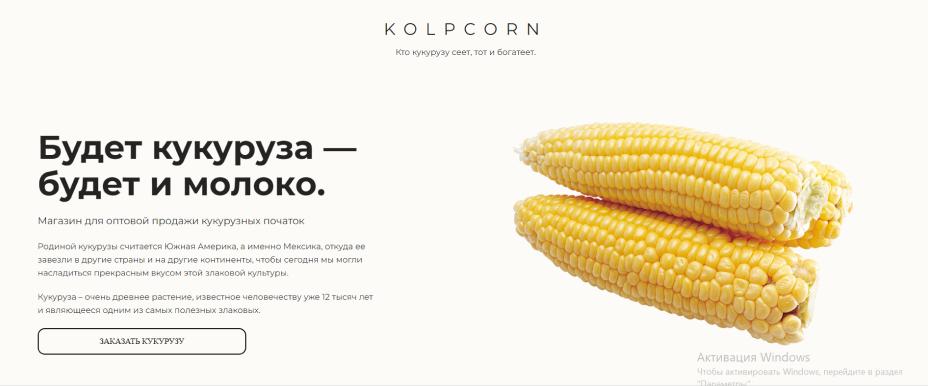 KOLPCORN
Кто кукурузу сеет, тот и богатеет.
Будет кукуруза —
будет и молоко.
Магазин для оптовой продажи кукурузных початок
Родиной кукурузы считается Южная Америка, а именно Мексика, откуда ее
завезли в другие страны и на другие континенты, чтобы сегодня мы могли
насладиться прекрасным вкусом этой злаковой культуры.
Кукуруза – очень древнее растение, известное человечеству уже 12 тысяч лет
и являющееся одним из самых полезных злаковых.
ЗАКАЗАТЬ КУКУРУЗУ
Активация Windows
Чтобы активировать Windows, перейдите в раздел
"Параметры".